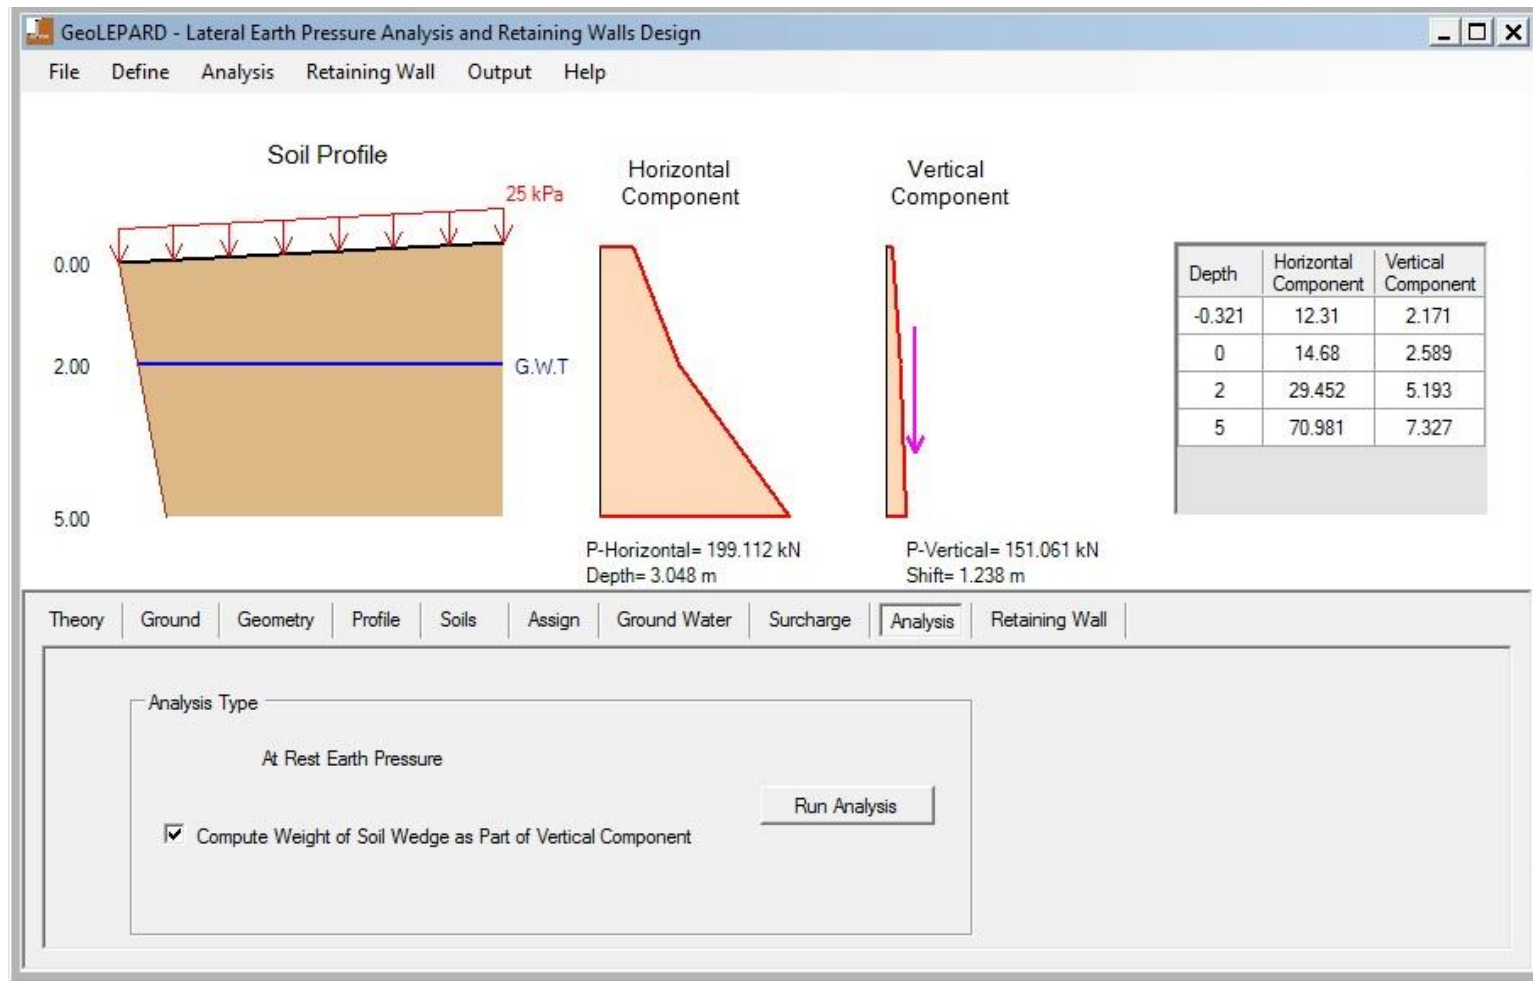 GeoLEPARD - Lateral Earth Pressure Analysis and Retaining Walls Design
File Define Analysis Retaining Wall Output Help
Soil Profile
Horizontal
Component
Vertical
Component
25 kPa
0.00
2.00
G.W.T
5.00
Depth Horizontal Component Vertical Component
-0.321 12.31 2.171
0 14.68 2.589
2 29.452 5.193
5 70.981 7.327
P-Horizontal= 199.112 kN
Depth= 3.048 m
P-Vertical= 151.061 kN
Shift= 1.238 m
Theory Ground Geometry Profile Soils Assign Ground Water Surcharge Analysis Retaining Wall
Analysis Type
At Rest Earth Pressure
Run Analysis
Compute Weight of Soil Wedge as Part of Vertical Component